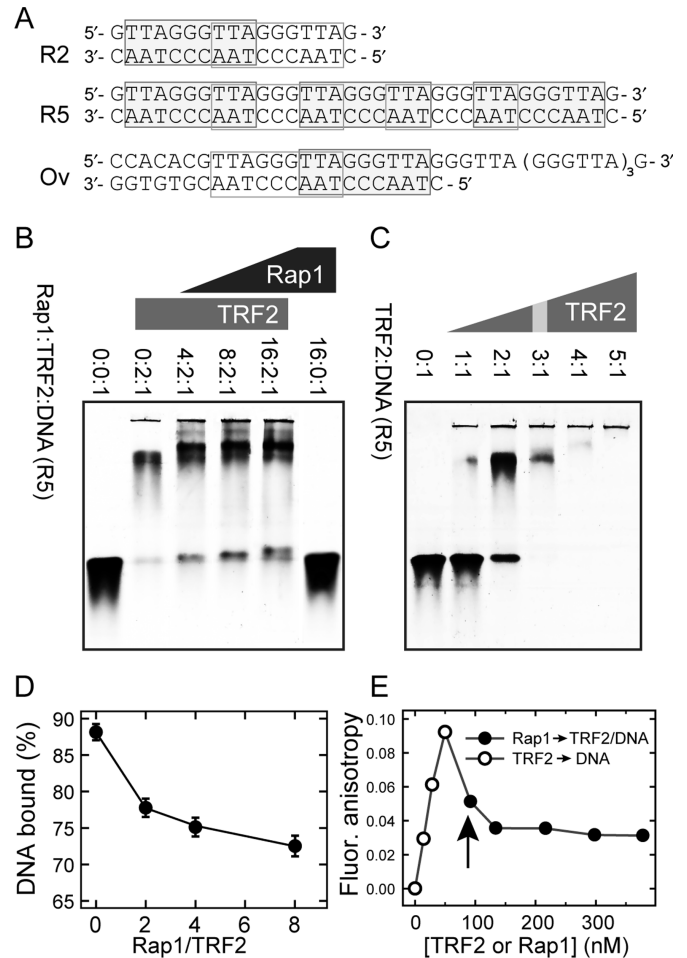 A
R2
5′- GTTAGGGTTAGGGTTAG- 3′
3′- CAATCCCAATCCCAATC- 5′
R5
5′- GTTAGGGTTAGGGTTAGGGTTAGGGTTAGGGTTAG- 3′
3′- CAATCCCAATCCCAATCCCAATCCCAATCCCAATC- 5′
Ov
5′- CCACACGTTAGGGTTAGGGTTAGGGTTA (GGGTTA)3G- 3′
3′- GGTGTGCAATCCCAATCCCAATC- 5′
B
Rap1
TRF2
Rap1:TRF2:DNA (R5)
0:0:1
0:2:1
4:2:1
8:2:1
16:2:1
16:0:1
C
TRF2
TRF2:DNA (R5)
0:1
1:1
2:1
3:1
4:1
5:1
D
DNA bound (%)
90
85
80
75
70
65
0 2 4 6 8
Rap1/TRF2
E
Fluor. anisotropy
0.10
0.08
0.06
0.04
0.02
0.00
Rap1→TRF2/DNA
TRF2→DNA
0 100 200 300
[TRF2 or Rap1] (nM)